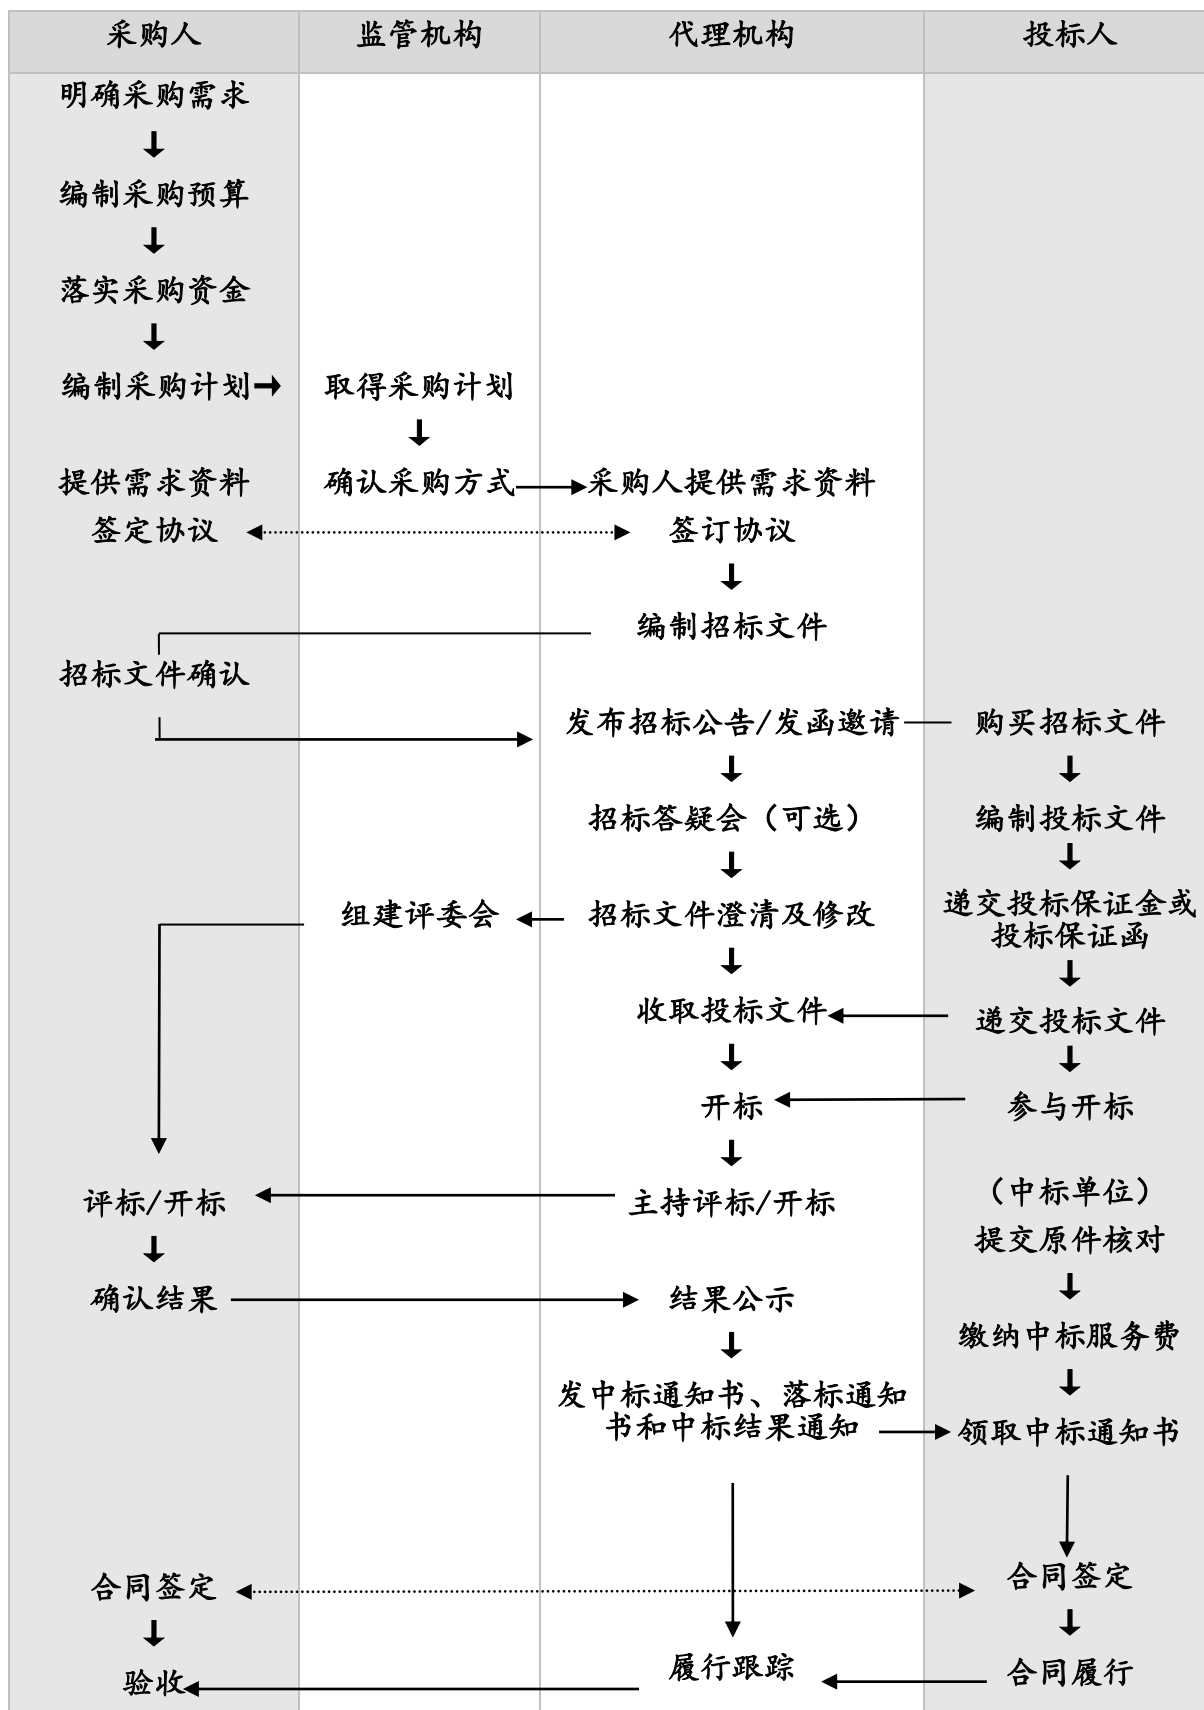 采购人 监管机构 代理机构 投标人
明确采购需求
编制采购预算
落实采购资金
编制采购计划 取得采购计划
提供需求资料 确认采购方式 采购人提供需求资料
签定协议 签订协议
编制招标文件
招标文件确认
发布招标公告/发函邀请 购买招标文件
招标答疑会（可选） 编制投标文件
组建评委会 招标文件澄清及修改 递交投标保证金或
投标保证函
收取投标文件 递交投标文件
开标 参与开标
评标/开标 主持评标/开标 （中标单位）
提交原件核对
确认结果 结果公示
缴纳中标服务费
发中标通知书、落标通知
书和中标结果通知 领取中标通知书
合同签定 合同签定
验收 履行跟踪 合同履行